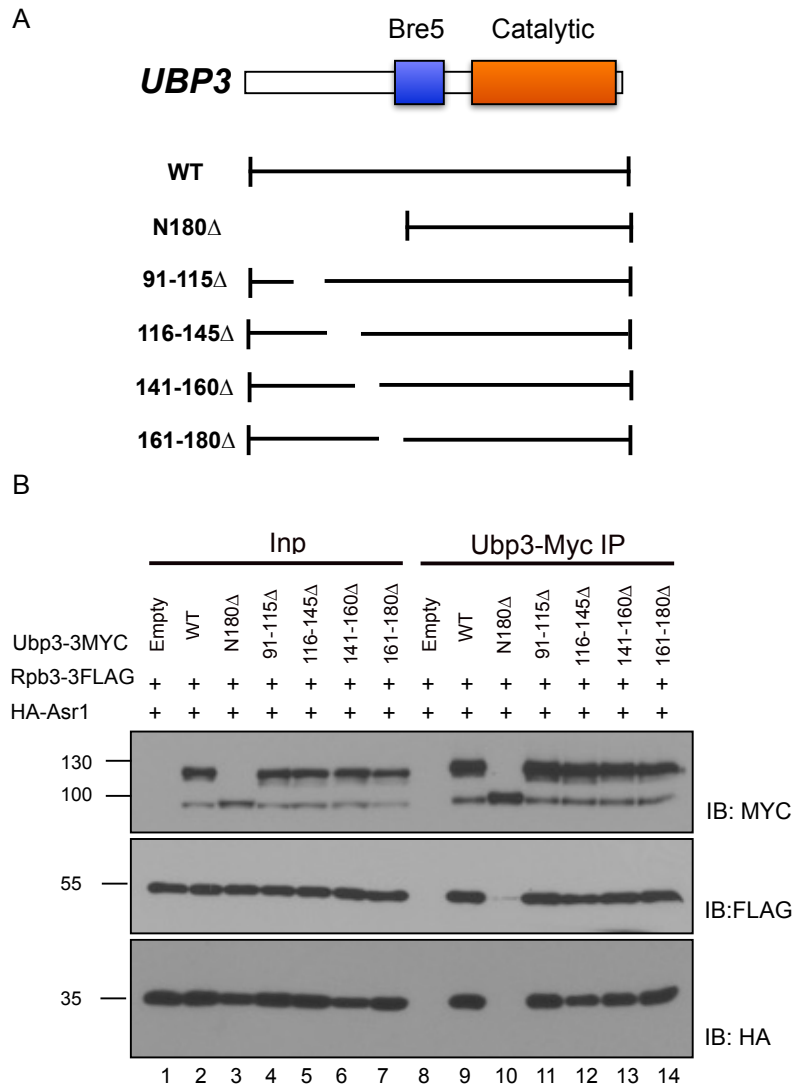 A
Bre5 Catalytic
UBP3
WT
N180Δ
91-115Δ
116-145Δ
141-160Δ
161-180Δ
B
Inp Ubp3-Myc IP
Ubp3-3MYC Empty WT N180Δ 91-115Δ 116-145Δ 141-160Δ 161-180Δ Empty WT N180Δ 91-115Δ 116-145Δ 141-160Δ 161-180Δ
Rpb3-3FLAG + + + + + + + + + + + + + +
HA-Asr1 + + + + + + + + + + + + + +
130
100
IB: MYC
55
IB:FLAG
35
IB: HA
1 2 3 4 5 6 7 8 9 10 11 12 13 14